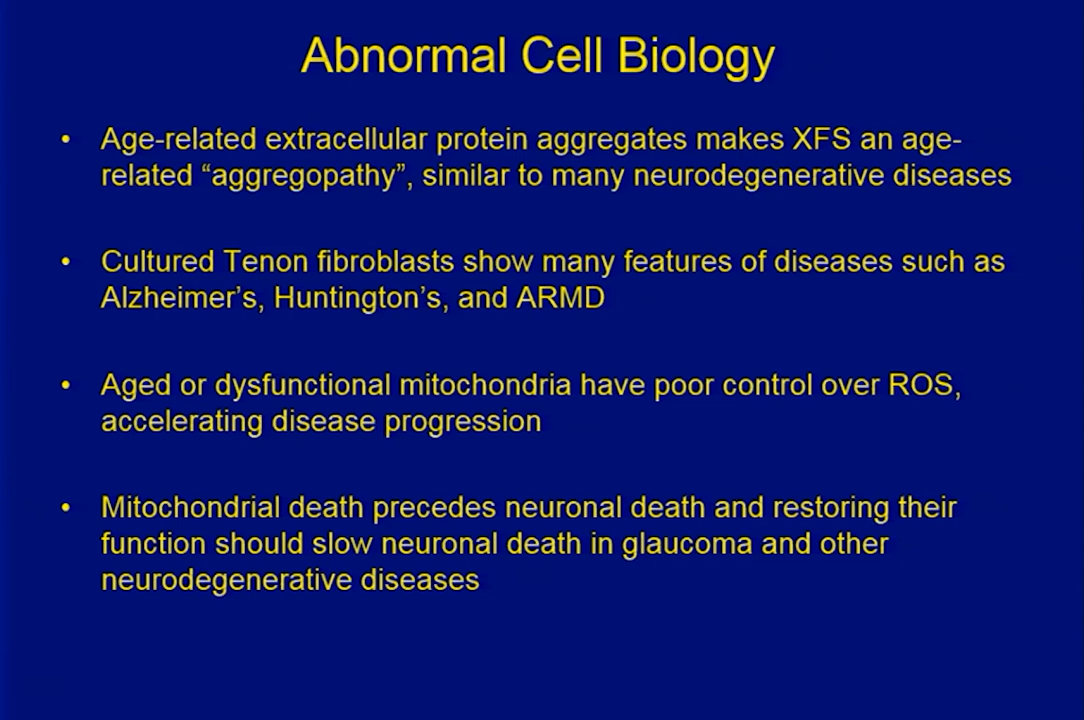 Abnormal Cell Biology
• Age-related extracellular protein aggregates makes XFS an age-
related “aggregopathy”, similar to many neurodegenerative diseases
• Cultured Tenon fibroblasts show many features of diseases such as
Alzheimer’s, Huntington’s, and ARMD
• Aged or dysfunctional mitochondria have poor control over ROS,
accelerating disease progression
• Mitochondrial death precedes neuronal death and restoring their
function should slow neuronal death in glaucoma and other
neurodegenerative diseases